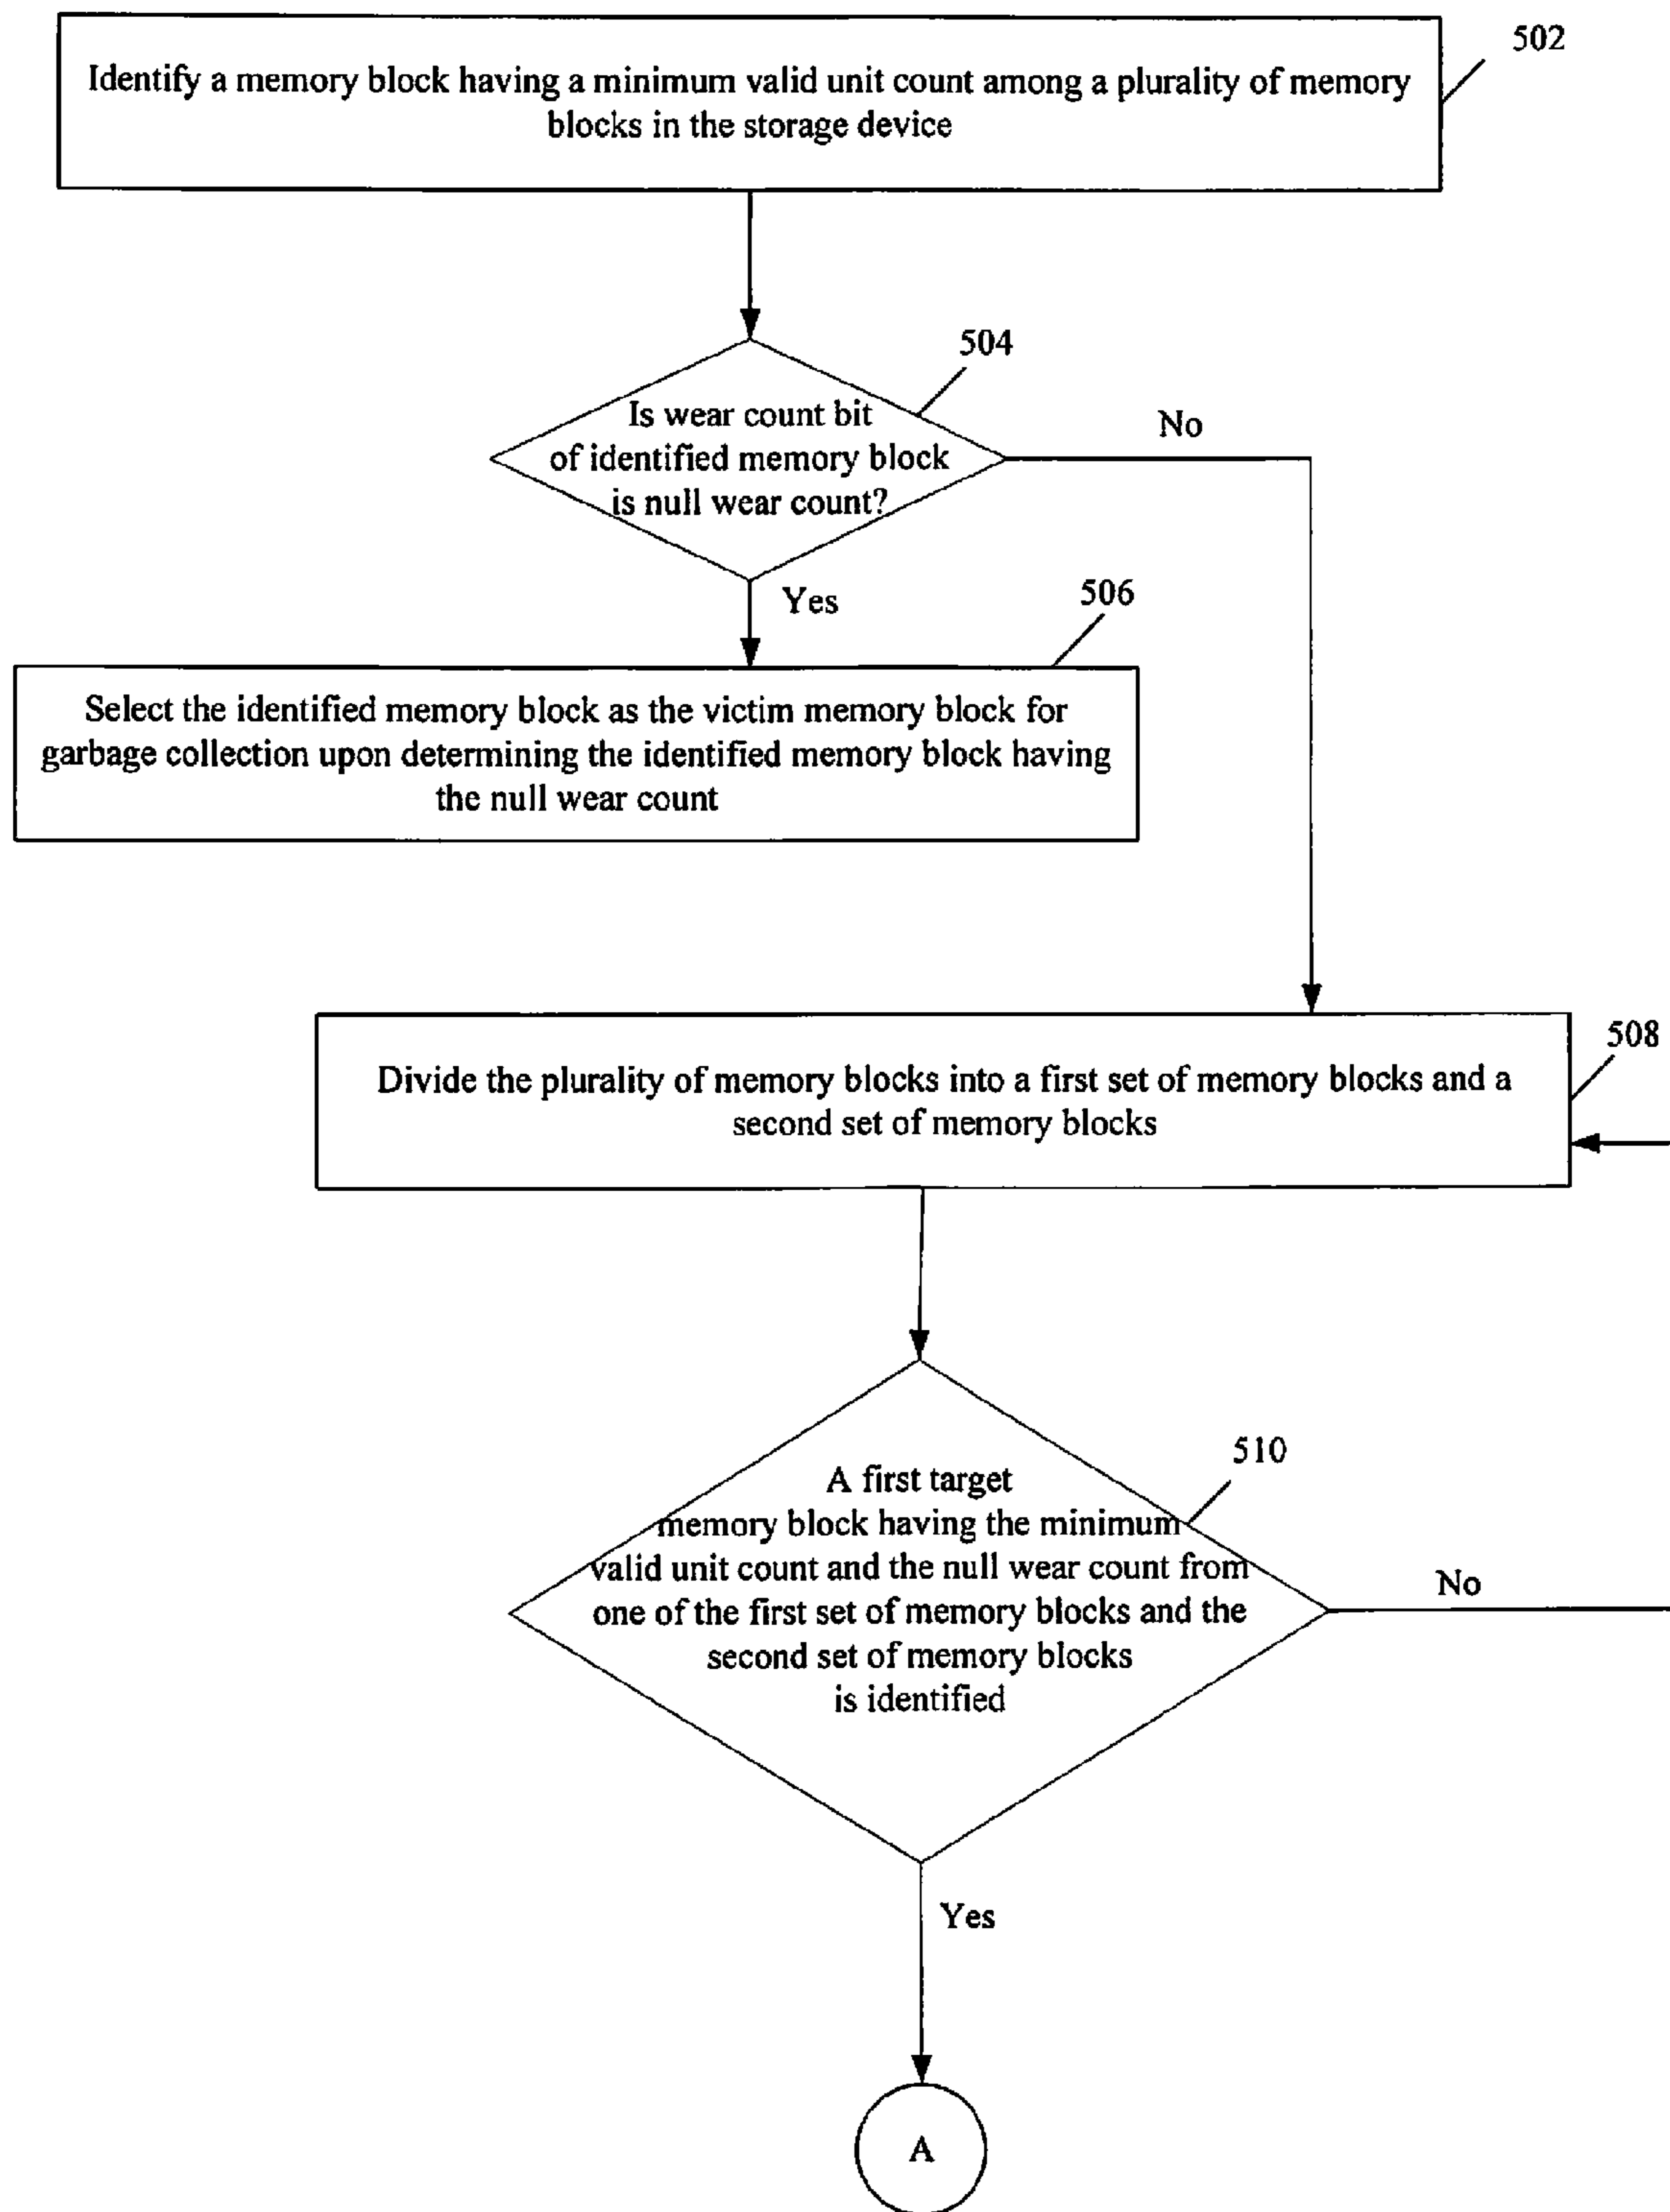 502
Identify a memory block having a minimum valid unit count among a plurality of memory
blocks in the storage device
504
Is wear count bit
of identified memory block
is null wear count?
No
Yes
506
Select the identified memory block as the victim memory block for
garbage collection upon determining the identified memory block having
the null wear count
508
Divide the plurality of memory blocks into a first set of memory blocks and a
second set of memory blocks
510
A first target
memory block having the minimum
valid unit count and the null wear count from
one of the first set of memory blocks and the
second set of memory blocks
is identified
No
Yes
A